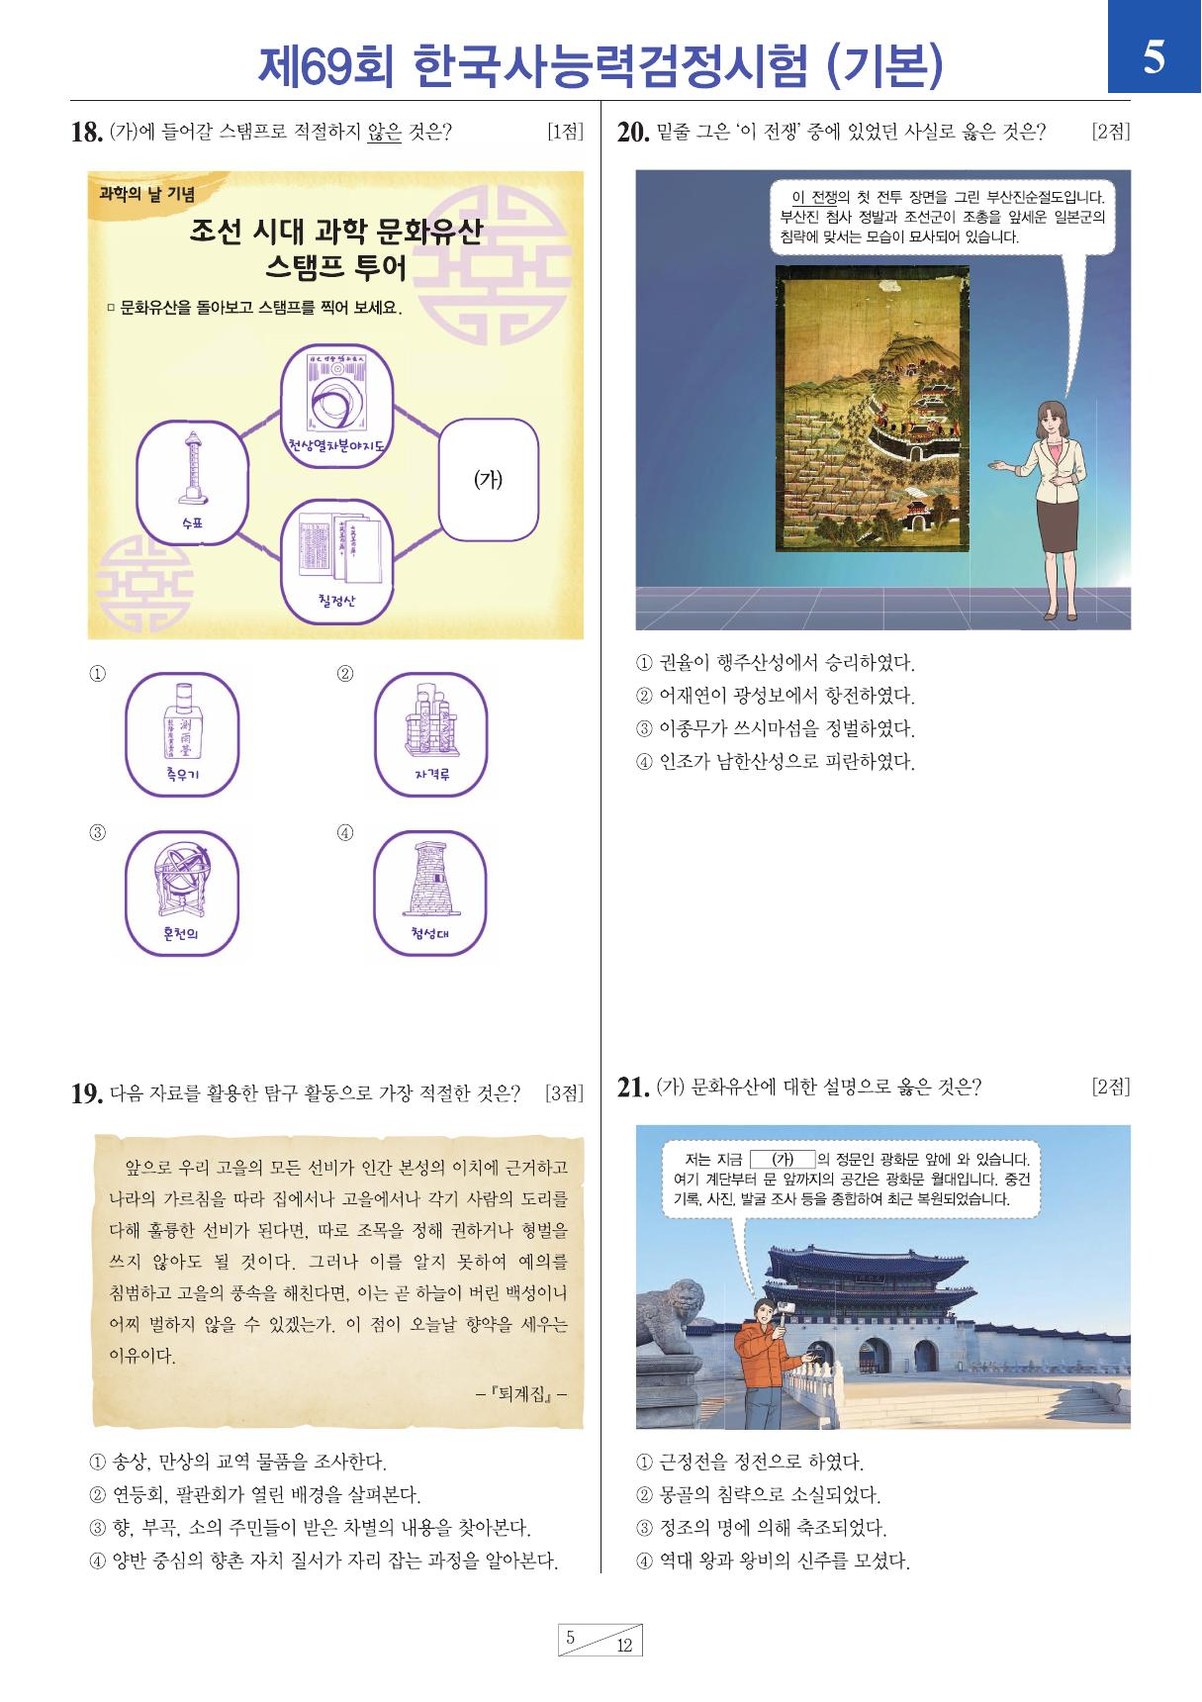 제69회 한국사능력검정시험 (기본)
5
18. (가)에 들어갈 스탬프로 적절하지 않은 것은? [1점]
과학의 날 기념
조선 시대 과학 문화유산
스탬프 투어
□ 문화유산을 돌아보고 스탬프를 찍어 보세요.
천상열차분야지도
수표
(가)
칠정산
①
測雨臺
측우기
②
자격루
③
혼천의
④
첨성대
19. 다음 자료를 활용한 탐구 활동으로 가장 적절한 것은? [3점]
앞으로 우리 고을의 모든 선비가 인간 본성의 이치에 근거하고
나라의 가르침을 따라 집에서나 고을에서나 각기 사람의 도리를
다해 훌륭한 선비가 된다면, 따로 조목을 정해 권하거나 형벌을
쓰지 않아도 될 것이다. 그러나 이를 알지 못하여 예의를
침범하고 고을의 풍속을 해친다면, 이는 곧 하늘이 버린 백성이니
어찌 벌하지 않을 수 있겠는가. 이 점이 오늘날 향약을 세우는
이유이다.
- 『퇴계집』 -
① 송상, 만상의 교역 물품을 조사한다.
② 연등회, 팔관회가 열린 배경을 살펴본다.
③ 향, 부곡, 소의 주민들이 받은 차별의 내용을 찾아본다.
④ 양반 중심의 향촌 자치 질서가 자리 잡는 과정을 알아본다.
20. 밑줄 그은 ‘이 전쟁’ 중에 있었던 사실로 옳은 것은? [2점]
이 전쟁의 첫 전투 장면을 그린 부산진순절도입니다.
부산진 첨사 정발과 조선군이 조총을 앞세운 일본군의
침략에 맞서는 모습이 묘사되어 있습니다.
① 권율이 행주산성에서 승리하였다.
② 어재연이 광성보에서 항전하였다.
③ 이종무가 쓰시마섬을 정벌하였다.
④ 인조가 남한산성으로 피란하였다.
21. (가) 문화유산에 대한 설명으로 옳은 것은? [2점]
저는 지금 (가) 의 정문인 광화문 앞에 와 있습니다.
여기 계단부터 문 앞까지의 공간은 광화문 월대입니다. 중건
기록, 사진, 발굴 조사 등을 종합하여 최근 복원되었습니다.
① 근정전을 정전으로 하였다.
② 몽골의 침략으로 소실되었다.
③ 정조의 명에 의해 축조되었다.
④ 역대 왕과 왕비의 신주를 모셨다.
5
12